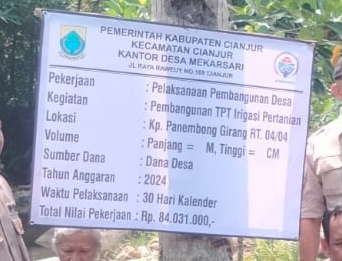 PEMERINTAH KABUPATEN CIANJUR
KECAMATAN CIANJUR
KANTOR DESA MEKARSARI
JL RAYA RAWEUY NO.169 CIANJUR
Pekerjaan : Pelaksanaan Pembangunan Desa
Kegiatan : Pembangunan TPT Irigasi Pertanian
Lokasi : Kp. Panembong Girang RT. 04/04
Volume : Panjang = M, Tinggi = CM
Sumber Dana : Dana Desa
Tahun Anggaran : 2024
Waktu Pelaksanaan : 30 Hari Kalender
Total Nilai Pekerjaan : Rp. 84.031.000,-